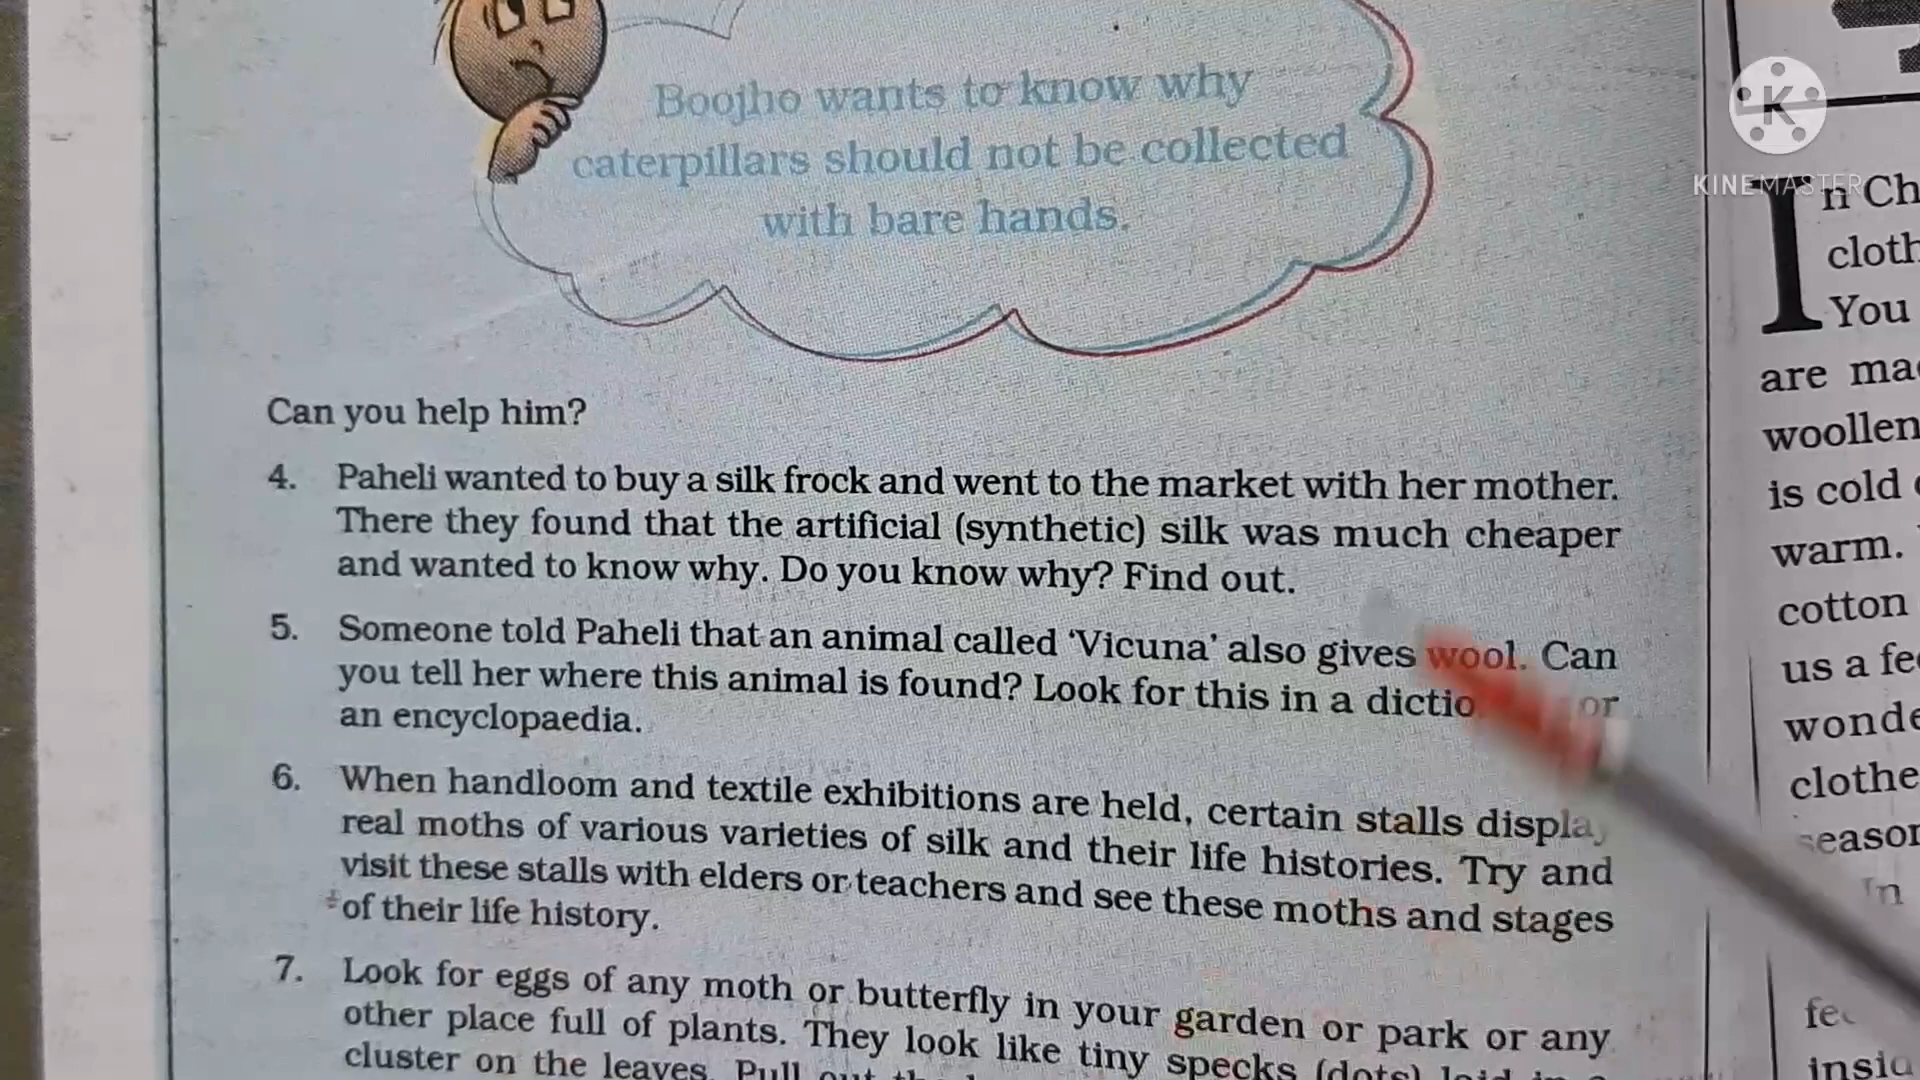 Boojho wants to know why
caterpillars should not be collected
with bare hands.
Can you help him?
4. Paheli wanted to buy a silk frock and went to the market with her mother.
There they found that the artificial (synthetic) silk was much cheaper
and wanted to know why. Do you know why? Find out.
5. Someone told Paheli that an animal called ‘Vicuna’ also gives wool. Can
you tell her where this animal is found? Look for this in a dictio or
an encyclopaedia.
6. When handloom and textile exhibitions are held, certain stalls display
real moths of various varieties of silk and their life histories. Try and
visit these stalls with elders or teachers and see these moths and stages
of their life history.
7. Look for eggs of any moth or butterfly in your garden or park or any
other place full of plants. They look like tiny specks (dots) laid in a
cluster on the leaves. Pull out the
KINEMASTER
In Ch
cloth
You
are ma
woollen
is cold
warm.
cotton
us a fe
wonde
clothe
season
In
fe
insid